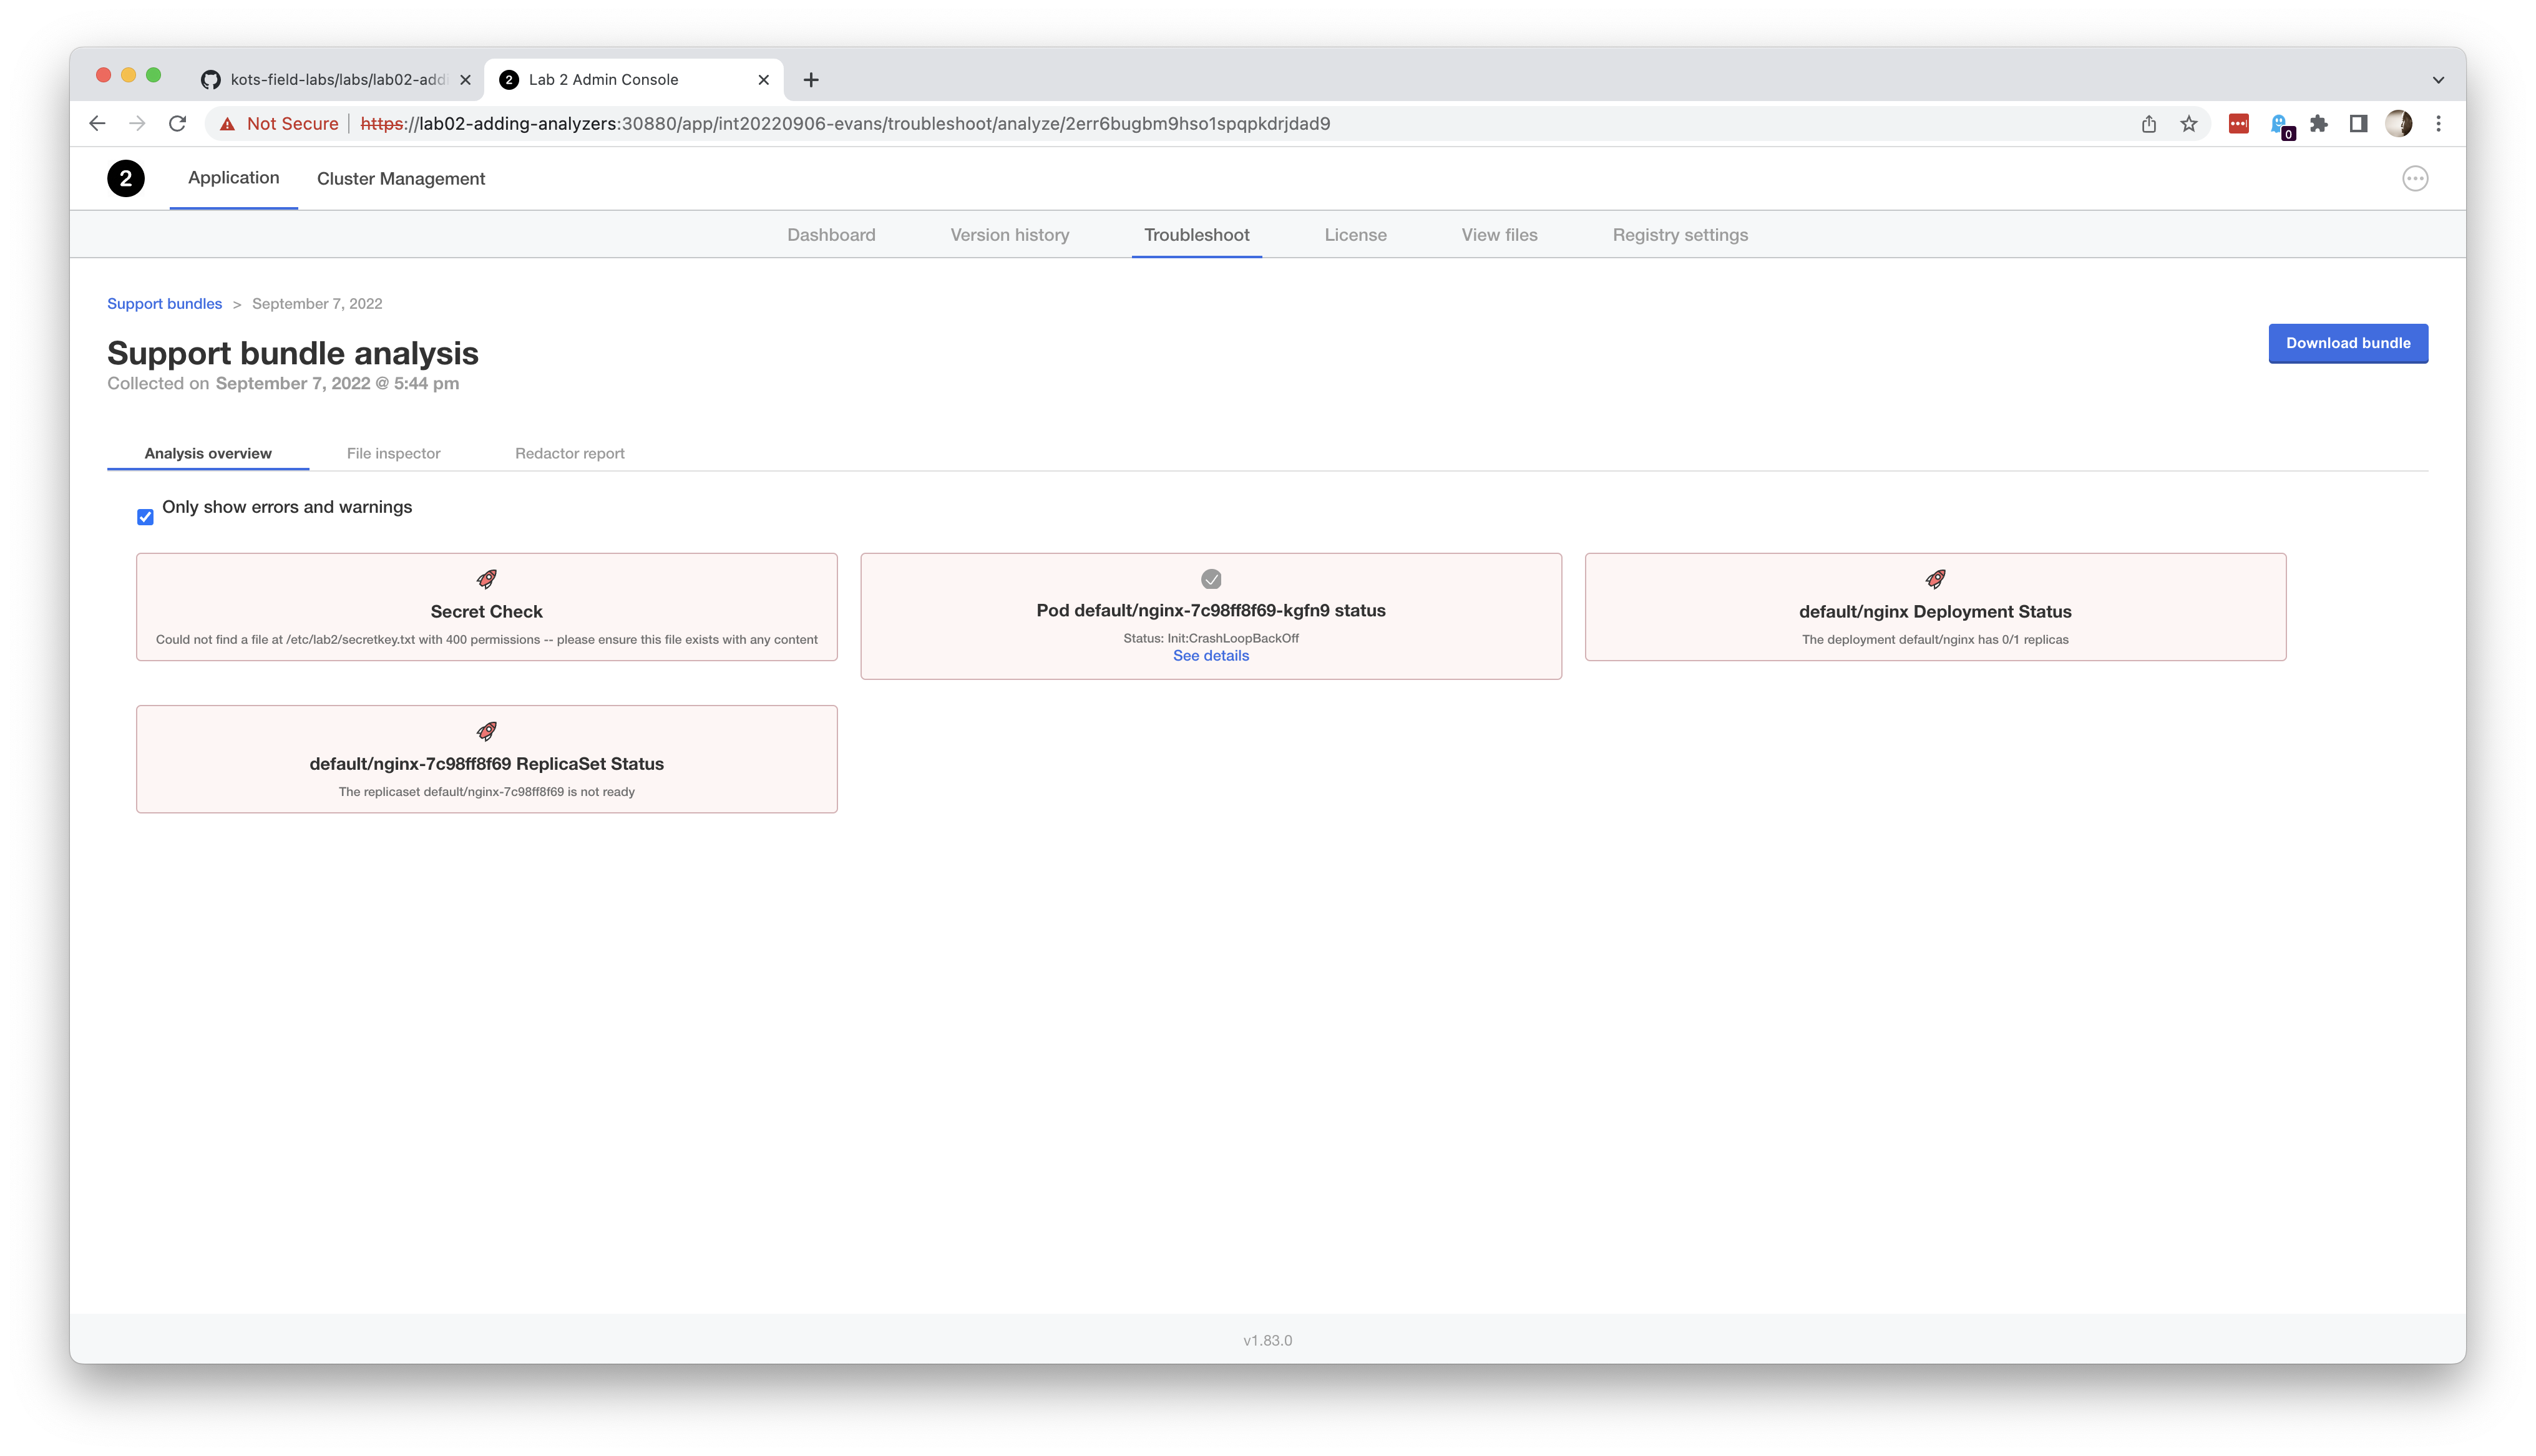 kots-field-labs/labs/lab02-add
2 Lab 2 Admin Console
Not Secure https://lab02-adding-analyzers:30880/app/int20220906-evans/troubleshoot/analyze/2err6bugbm9hso1spqpkdrjdad9
0
2 Application Cluster Management
Dashboard Version history Troubleshoot License View files Registry settings
Support bundles > September 7, 2022
Support bundle analysis
Download bundle
Collected on September 7, 2022 @ 5:44 pm
Analysis overview File inspector Redactor report
Only show errors and warnings
Secret Check
Could not find a file at /etc/lab2/secretkey.txt with 400 permissions -- please ensure this file exists with any content
Pod default/nginx-7c98ff8f69-kgfn9 status
Status: Init:CrashLoopBackOff
See details
default/nginx Deployment Status
The deployment default/nginx has 0/1 replicas
default/nginx-7c98ff8f69 ReplicaSet Status
The replicaset default/nginx-7c98ff8f69 is not ready
v1.83.0